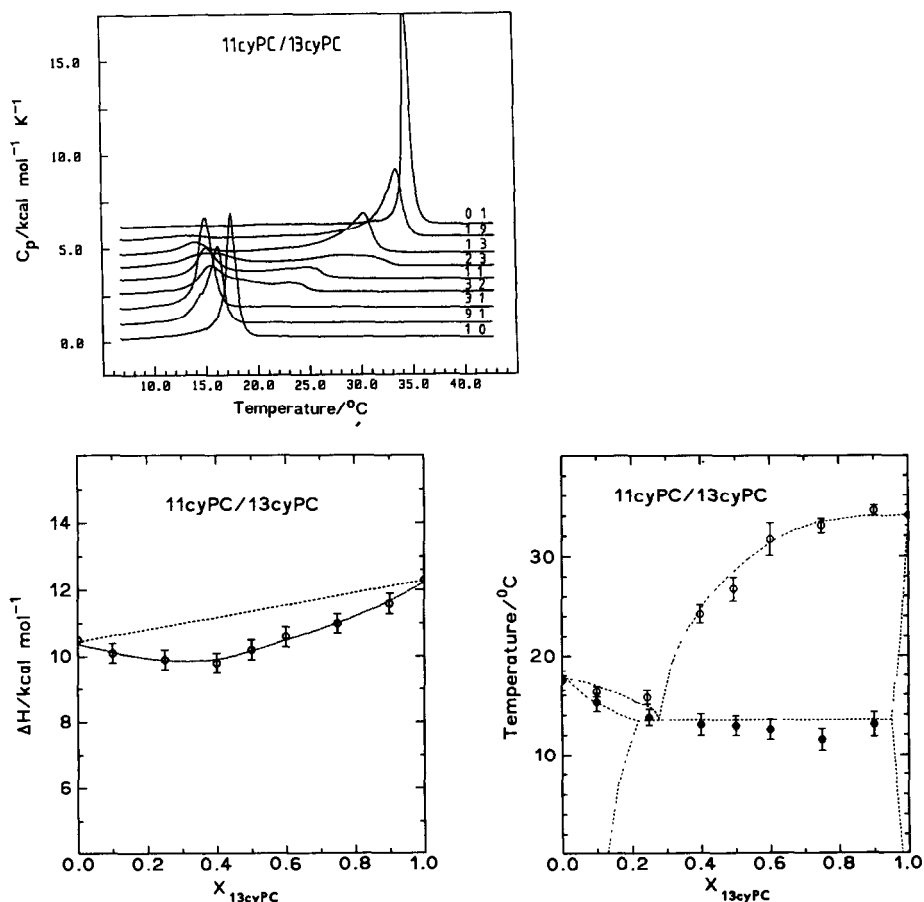 11cyPC/13cyPC
15.0
10.0
5.0
0.0
Cp/kcal mol⁻¹ K⁻¹
0 1
1 9
1 3
2 3
1 1
3 2
3 1
9 1
1 0
10.0 15.0 20.0 25.0 30.0 35.0 40.0
Temperature/°C
11cyPC/13cyPC
14
12
10
8
6
4
ΔH/kcal mol⁻¹
0.0 0.2 0.4 0.6 0.8 1.0
X 13cyPC
11cyPC/13cyPC
30
20
10
Temperature/°C
0.0 0.2 0.4 0.6 0.8 1.0
X 13cyPC